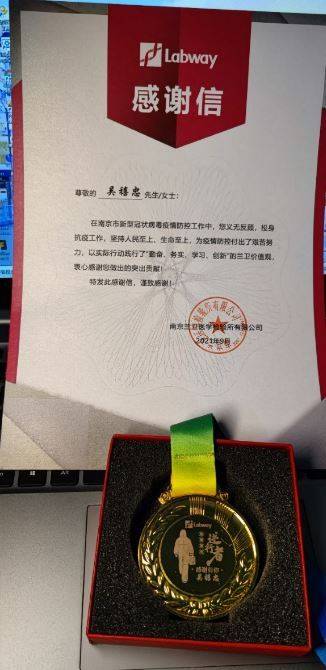 Labway
感谢信
尊敬的 吴禧忠 先生/女士：
在南京市新型冠状病毒疫情防控工作中，您义无反顾，投身
抗疫工作，坚持人民至上、生命至上，为疫情防控付出了艰苦努
力，以实际行动践行了“勤奋、务实、学习、创新”的兰卫价值观，
衷心感谢您做出的突出贡献！
特发此感谢信，谨致感谢！
南京兰卫医学检验所有限公司
2021年9月
Labway
逆行者
感谢有你
吴禧忠